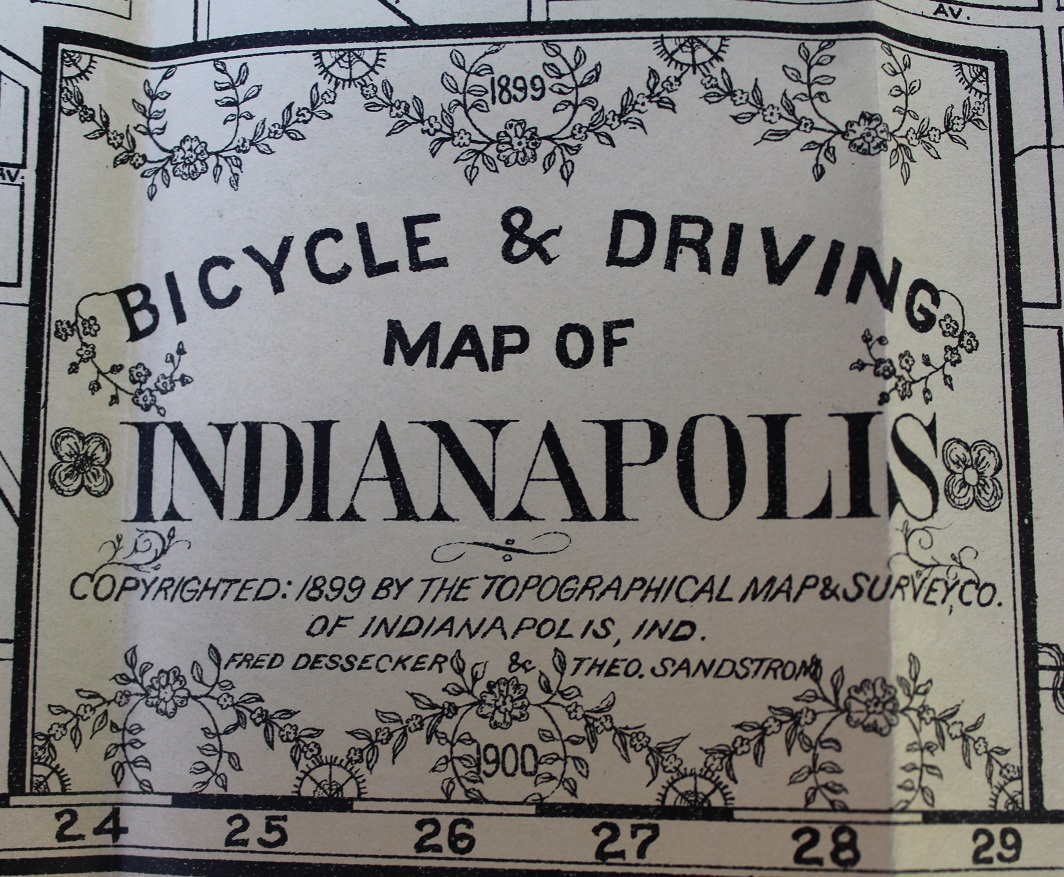 AV.
AV.
1899
BICYCLE & DRIVING
MAP OF
INDIANAPOLIS
COPYRIGHTED: 1899 BY THE TOPOGRAPHICAL MAP & SURVEY CO.
OF INDIANAPOLIS, IND.
FRED DESSECKER & THEO. SANDSTROM
1900
24 25 26 27 28 29